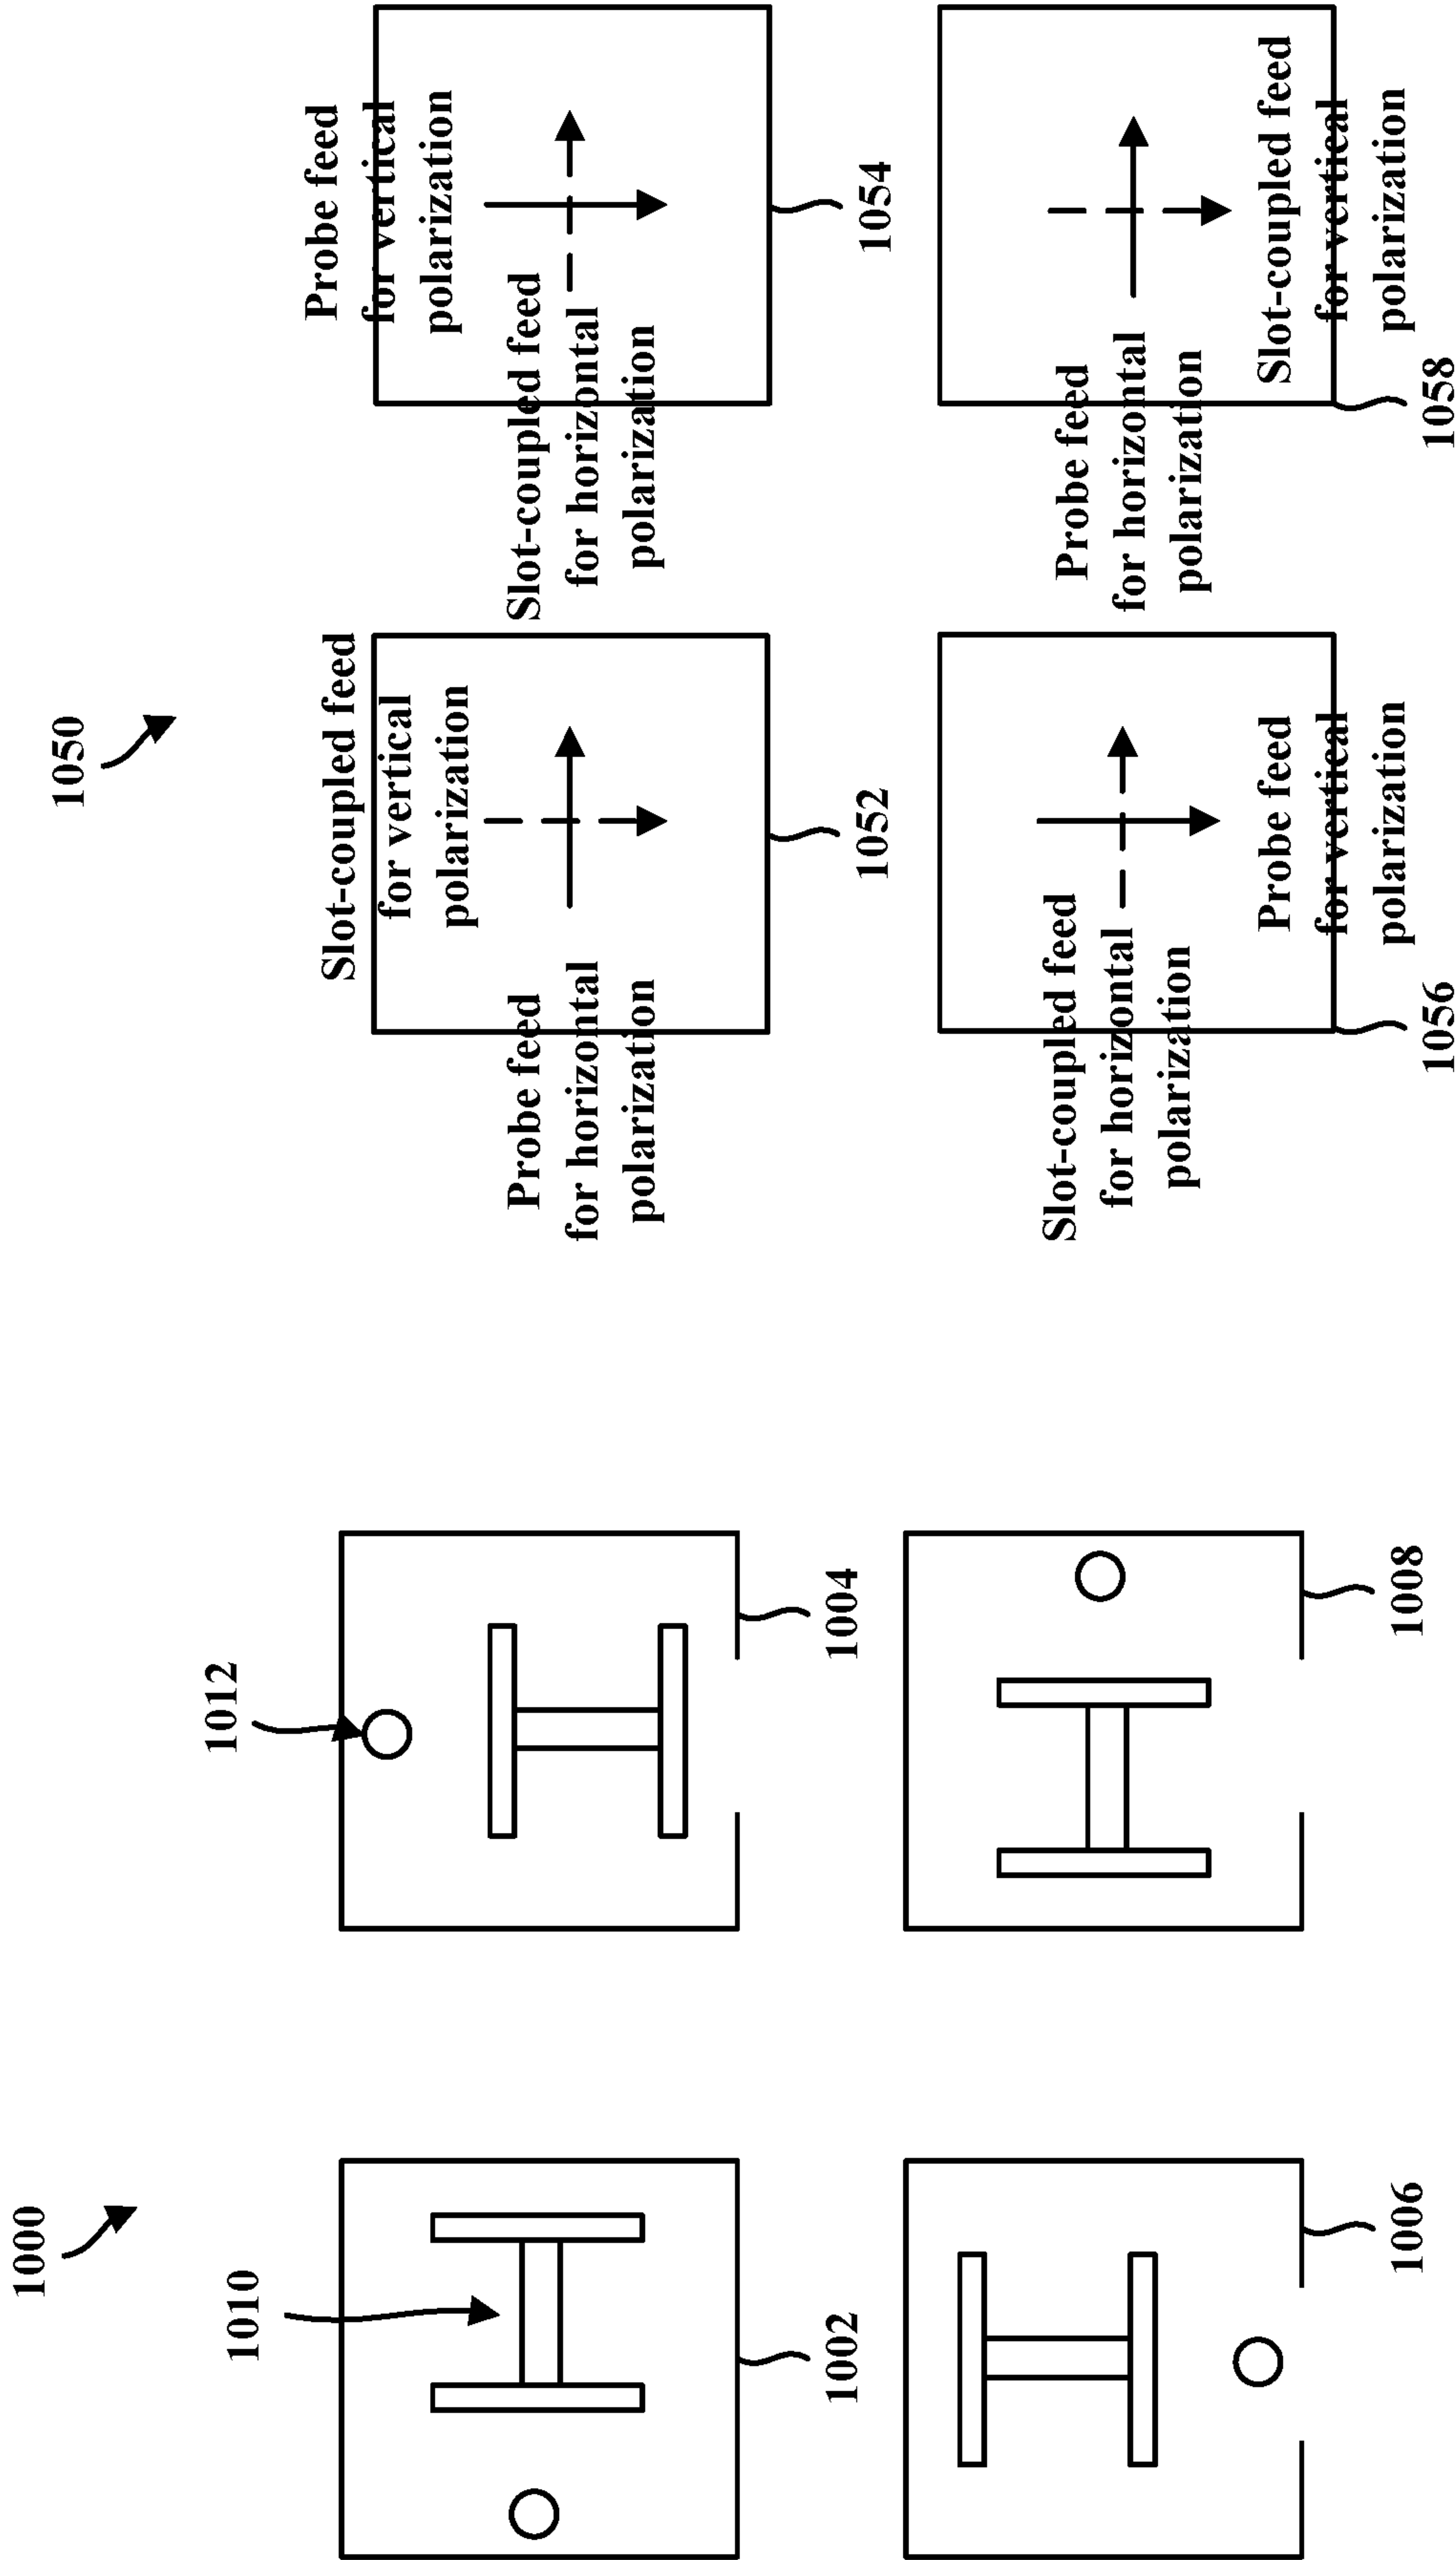 1000
1010
1012
1002
1004
1006
1008
1050
Slot-coupled feed
for vertical
polarization
Probe feed
for vertical
polarization
Probe feed
for horizontal
polarization
Slot-coupled feed
for horizontal
polarization
1052
1054
Slot-coupled feed
for horizontal
polarization
Probe feed
for horizontal
polarization
Probe feed
for vertical
polarization
Slot-coupled feed
for vertical
polarization
1056
1058